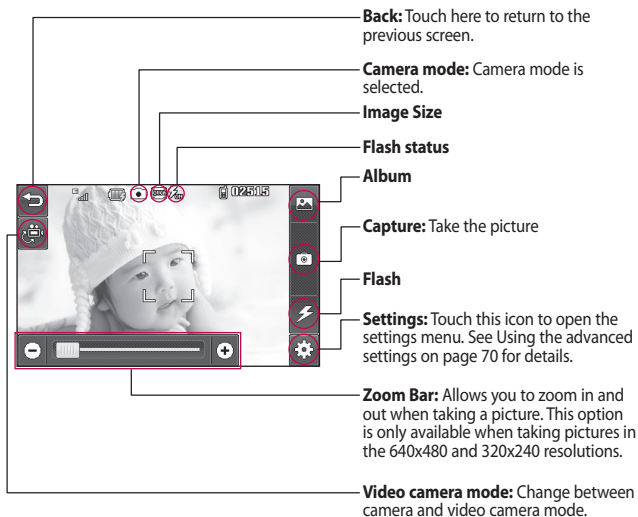 Back: Touch here to return to the
previous screen.
Camera mode: Camera mode is
selected.
Image Size
Flash status
Album
02515
Capture: Take the picture
Flash
Settings: Touch this icon to open the
settings menu. See Using the advanced
settings on page 70 for details.
Zoom Bar: Allows you to zoom in and
out when taking a picture. This option
is only available when taking pictures in
the 640x480 and 320x240 resolutions.
Video camera mode: Change between
camera and video camera mode.